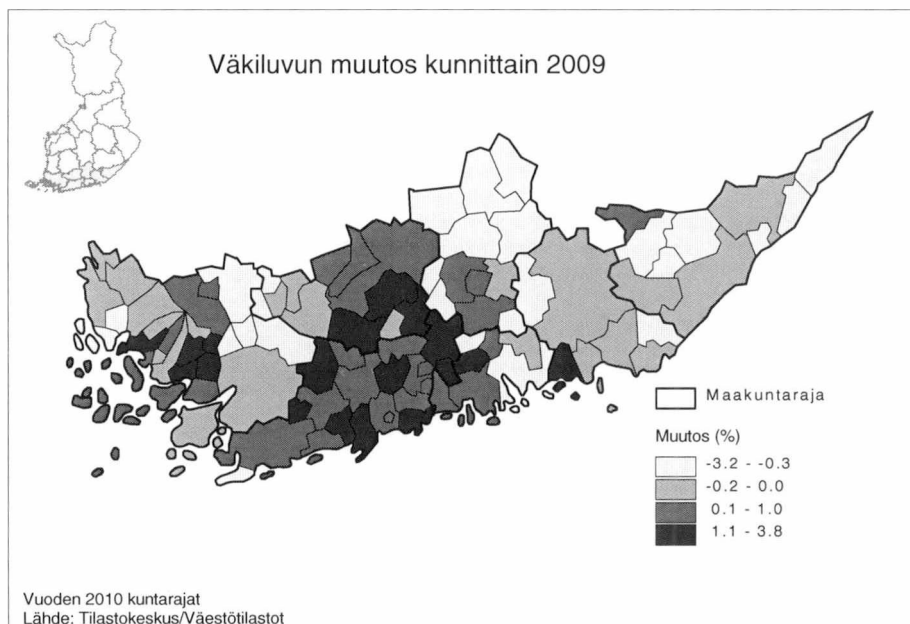 Väkiluvun muutos kunnittain 2009
Maakuntaraja
Muutos (%)
-3.2 - -0.3
-0.2 - 0.0
0.1 - 1.0
1.1 - 3.8
Vuoden 2010 kuntarajat
Lähde: Tilastokeskus/Väestötilastot